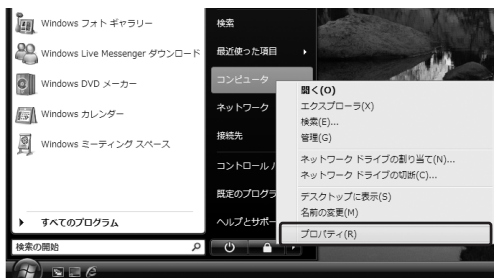 Windows フォト ギャラリー
Windows Live Messenger ダウンロード
Windows DVD メーカー
Windows カレンダー
Windows ミーティング スペース
すべてのプログラム
検索の開始
検索
最近使った項目
コンピュータ
ネットワーク
接続先
コントロール
既定のプログラ
ヘルプとサポー
開く(O)
エクスプローラ(X)
検索(E)...
管理(G)
ネットワーク ドライブの割り当て(N)...
ネットワーク ドライブの切断(C)...
デスクトップに表示(S)
名前の変更(M)
プロパティ(R)